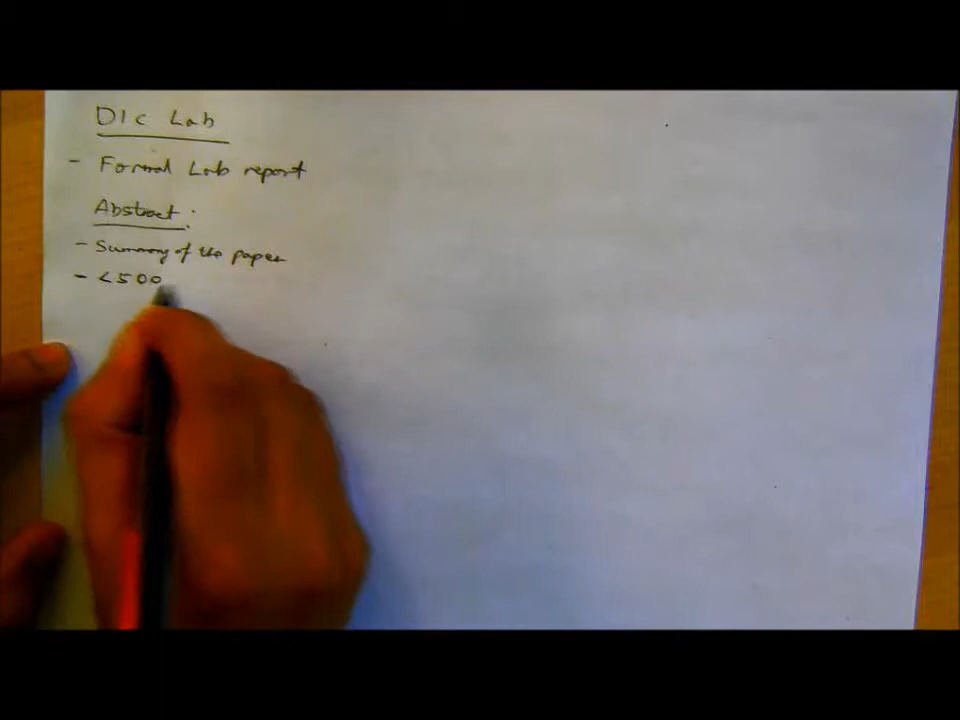 DIC Lab
- Formal Lab report
Abstract.
- Summary of the paper
- <500